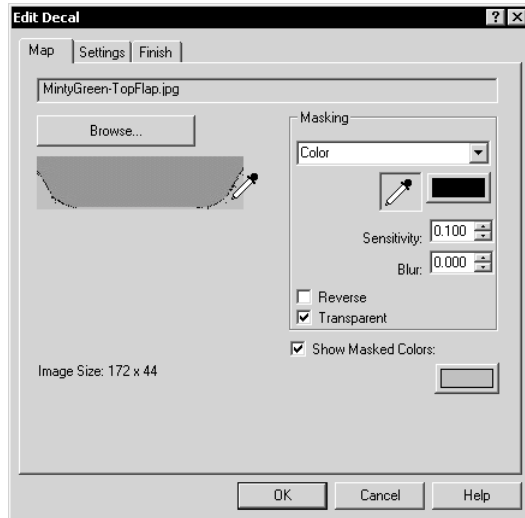 Edit Decal
Map Settings Finish
MintyGreen-TopFlap.jpg
Browse...
Masking
Color
Sensitivity: 0.100
Blur: 0.000
Reverse
Transparent
Show Masked Colors:
Image Size: 172 x 44
OK Cancel Help